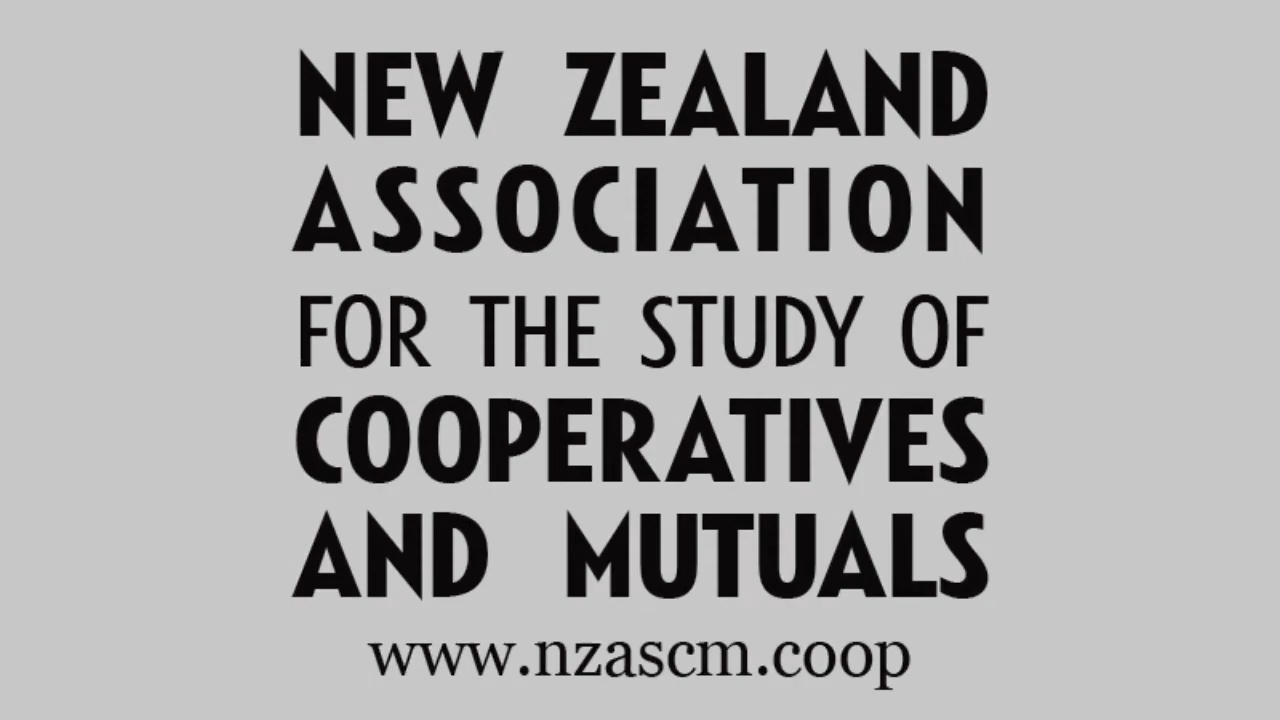 NEW ZEALAND
ASSOCIATION
FOR THE STUDY OF
COOPERATIVES
AND MUTUALS
www.nzascm.coop